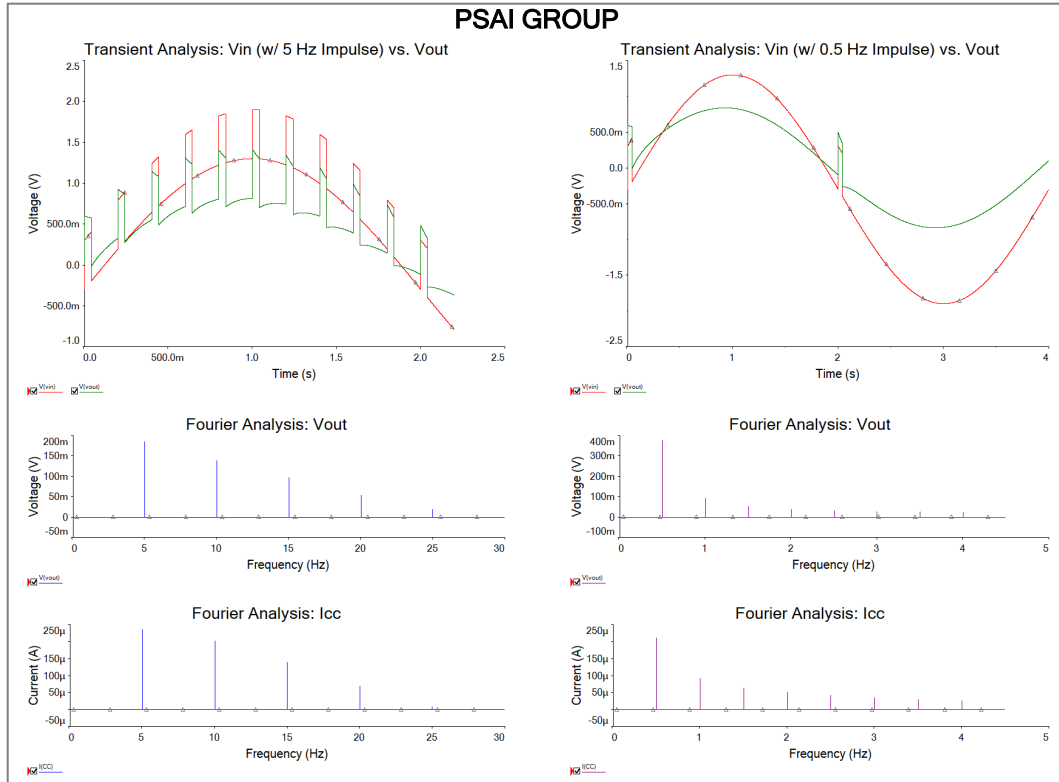 PSAI GROUP
Transient Analysis: Vin (w/ 5 Hz Impulse) vs. Vout
2.5
2.0
1.5
1.0
500.0m
0.0
-500.0m
-1.0
Voltage (V)
0.0 500.0m 1.0 1.5 2.0 2.5
Time (s)
V(vin) V(vout)
Transient Analysis: Vin (w/ 0.5 Hz Impulse) vs. Vout
1.5
500.0m
0.0
-500.0m
-1.5
-2.5
Voltage (V)
0 1 2 3 4
Time (s)
V(vin) V(vout)
Fourier Analysis: Vout
200m
150m
100m
50m
0
-50m
Voltage (V)
0 5 10 15 20 25 30
Frequency (Hz)
V(vout)
Fourier Analysis: Vout
400m
300m
200m
100m
0
-100m
Voltage (V)
0 1 2 3 4 5
Frequency (Hz)
V(vout)
Fourier Analysis: Icc
250µ
150µ
100µ
50µ
-50µ
Current (A)
0 5 10 15 20 25 30
Frequency (Hz)
I(CC)
Fourier Analysis: Icc
250µ
150µ
100µ
50µ
-50µ
Current (A)
0 1 2 3 4 5
Frequency (Hz)
I(CC)